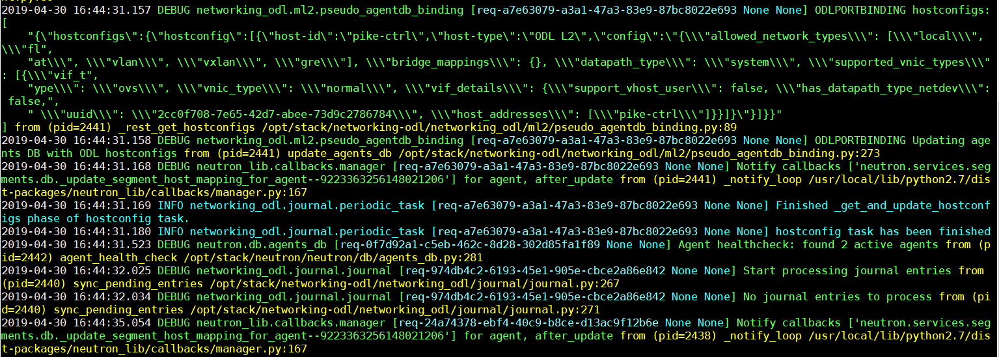 2019-04-30 16:44:31.157 DEBUG networking_odl.ml2.pseudo_agentdb_binding [req-a7e63079-a3a1-47a3-83e9-87bc8022e693 None None] ODLPORTBINDING hostconfigs:
[
    "{\"hostconfigs\":{\"hostconfig\":[{\"host-id\":\"pike-ctrl\",\"host-type\":\"ODL L2\",\"config\":\"{\\\"allowed_network_types\\\": [\\\"local\\\",
\\\"fl",
    "at\\\", \\\"vlan\\\", \\\"vxlan\\\", \\\"gre\\\"], \\\"bridge_mappings\\\": {}, \\\"datapath_type\\\": \\\"system\\\", \\\"supported_vnic_types\\\"
: [{\\\"vif_t",
    "ype\\\": \\\"ovs\\\", \\\"vnic_type\\\": \\\"normal\\\", \\\"vif_details\\\": {\\\"support_vhost_user\\\": false, \\\"has_datapath_type_netdev\\\":
 false,",
    " \\\"uuid\\\": \\\"2cc0f708-7e65-42d7-abee-73d9c2786784\\\", \\\"host_addresses\\\": [\\\"pike-ctrl\\\"]}}]}\"}]}}"
] from (pid=2441) _rest_get_hostconfigs /opt/stack/networking-odl/networking_odl/ml2/pseudo_agentdb_binding.py:89
2019-04-30 16:44:31.158 DEBUG networking_odl.ml2.pseudo_agentdb_binding [req-a7e63079-a3a1-47a3-83e9-87bc8022e693 None None] ODLPORTBINDING Updating age
nts DB with ODL hostconfigs from (pid=2441) update_agents_db /opt/stack/networking-odl/networking_odl/ml2/pseudo_agentdb_binding.py:273
2019-04-30 16:44:31.168 DEBUG neutron_lib.callbacks.manager [req-a7e63079-a3a1-47a3-83e9-87bc8022e693 None None] Notify callbacks ['neutron.services.seg
ments.db._update_segment_host_mapping_for_agent--9223363256148021206'] for agent, after_update from (pid=2441) _notify_loop /usr/local/lib/python2.7/dis
t-packages/neutron_lib/callbacks/manager.py:167
2019-04-30 16:44:31.169 INFO networking_odl.journal.periodic_task [req-a7e63079-a3a1-47a3-83e9-87bc8022e693 None None] Finished _get_and_update_hostconf
igs phase of hostconfig task.
2019-04-30 16:44:31.180 INFO networking_odl.journal.periodic_task [req-a7e63079-a3a1-47a3-83e9-87bc8022e693 None None] hostconfig task has been finished
2019-04-30 16:44:31.523 DEBUG neutron.db.agents_db [req-0f7d92a1-c5eb-462c-8d28-302d85fa1f89 None None] Agent healthcheck: found 2 active agents from (p
id=2442) agent_health_check /opt/stack/neutron/neutron/db/agents_db.py:281
2019-04-30 16:44:32.025 DEBUG networking_odl.journal.journal [req-974db4c2-6193-45e1-905e-cbce2a86e842 None None] Start processing journal entries from
(pid=2440) sync_pending_entries /opt/stack/networking-odl/networking_odl/journal/journal.py:267
2019-04-30 16:44:32.034 DEBUG networking_odl.journal.journal [req-974db4c2-6193-45e1-905e-cbce2a86e842 None None] No journal entries to process from (pi
d=2440) sync_pending_entries /opt/stack/networking-odl/networking_odl/journal/journal.py:271
2019-04-30 16:44:35.054 DEBUG neutron_lib.callbacks.manager [req-24a74378-ebf4-40c9-b8ce-d13ac9f12b6e None None] Notify callbacks ['neutron.services.seg
ments.db._update_segment_host_mapping_for_agent--9223363256148021206'] for agent, after_update from (pid=2438) _notify_loop /usr/local/lib/python2.7/dis
t-packages/neutron_lib/callbacks/manager.py:167